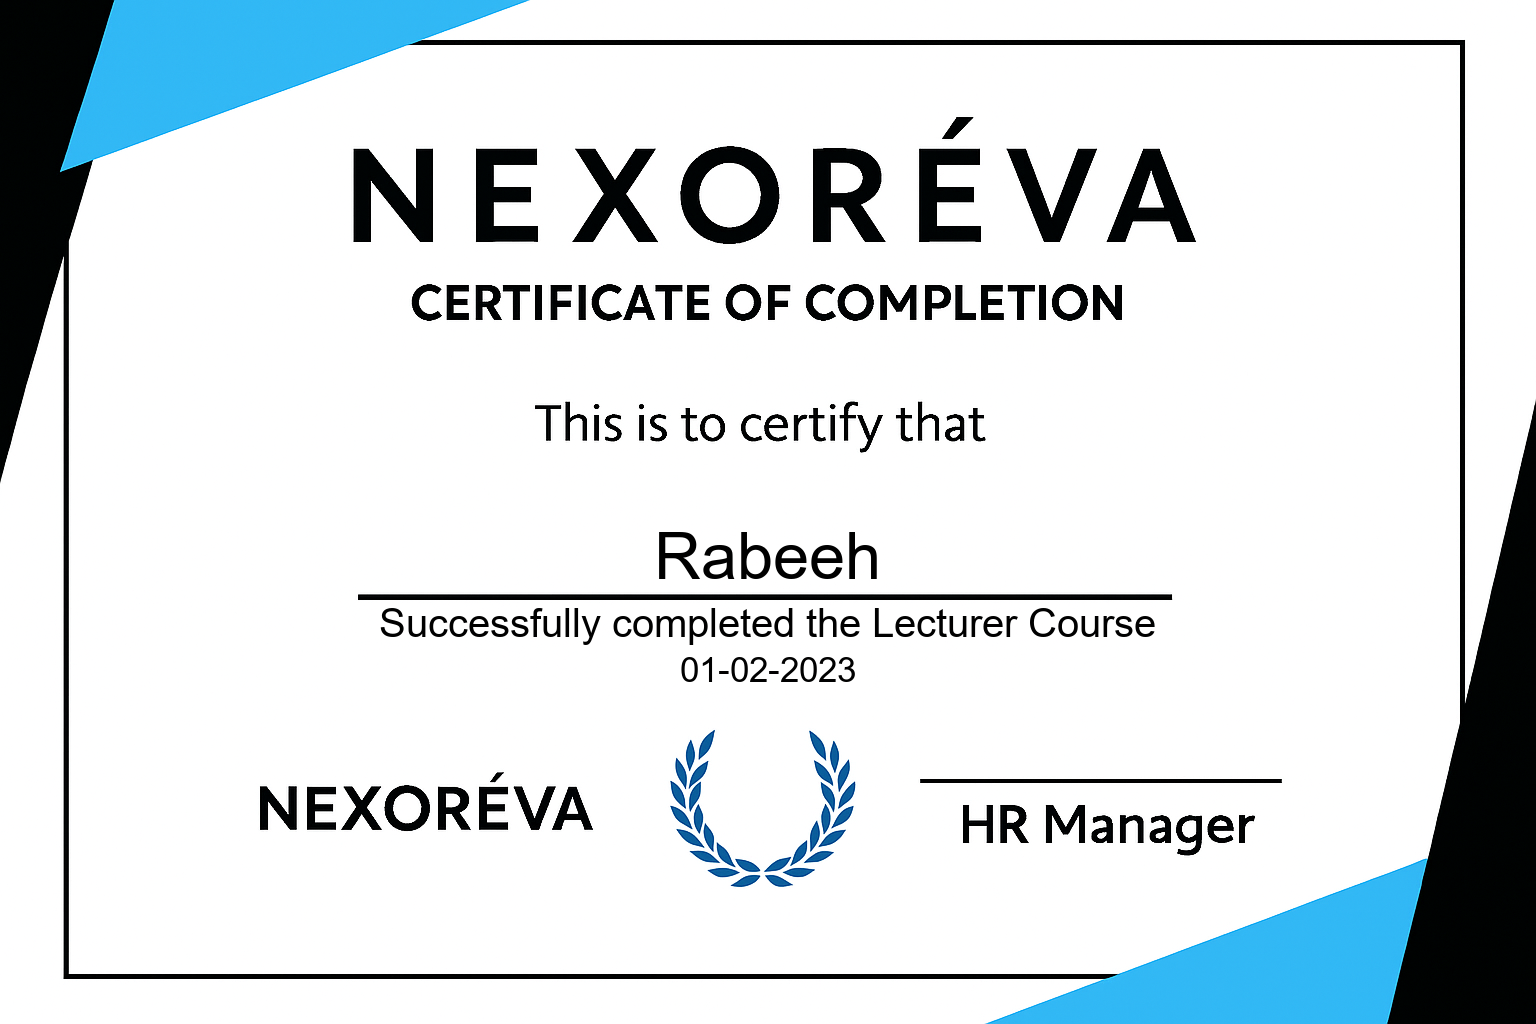 NEXORÉVA
CERTIFICATE OF COMPLETION
This is to certify that
Rabeeh
Successfully completed the Lecturer Course
01-02-2023
NEXORÉVA
HR Manager